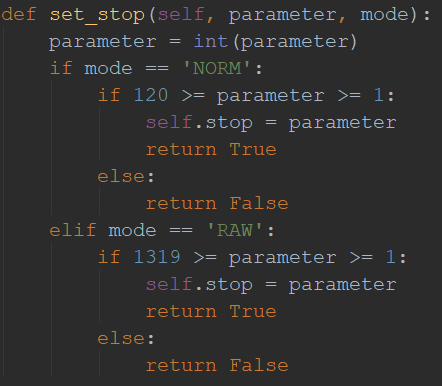 def set_stop(self, parameter, mode):
    parameter = int(parameter)
    if mode == 'NORM':
        if 120 >= parameter >= 1:
            self.stop = parameter
            return True
        else:
            return False
    elif mode == 'RAW':
        if 1319 >= parameter >= 1:
            self.stop = parameter
            return True
        else:
            return False